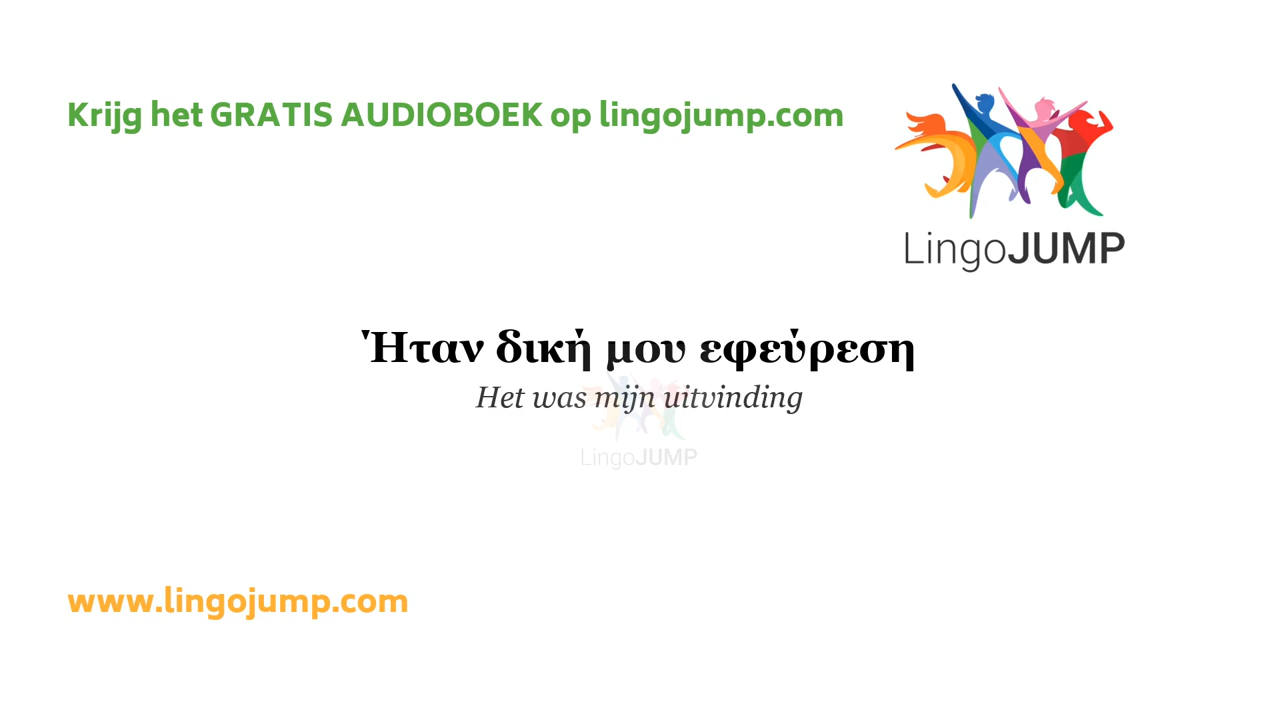 Krijg het GRATIS AUDIOBOEK op lingojump.com
LingoJUMP
Ήταν δική μου εφεύρεση
Het was mijn uitvinding
LingoJUMP
www.lingojump.com